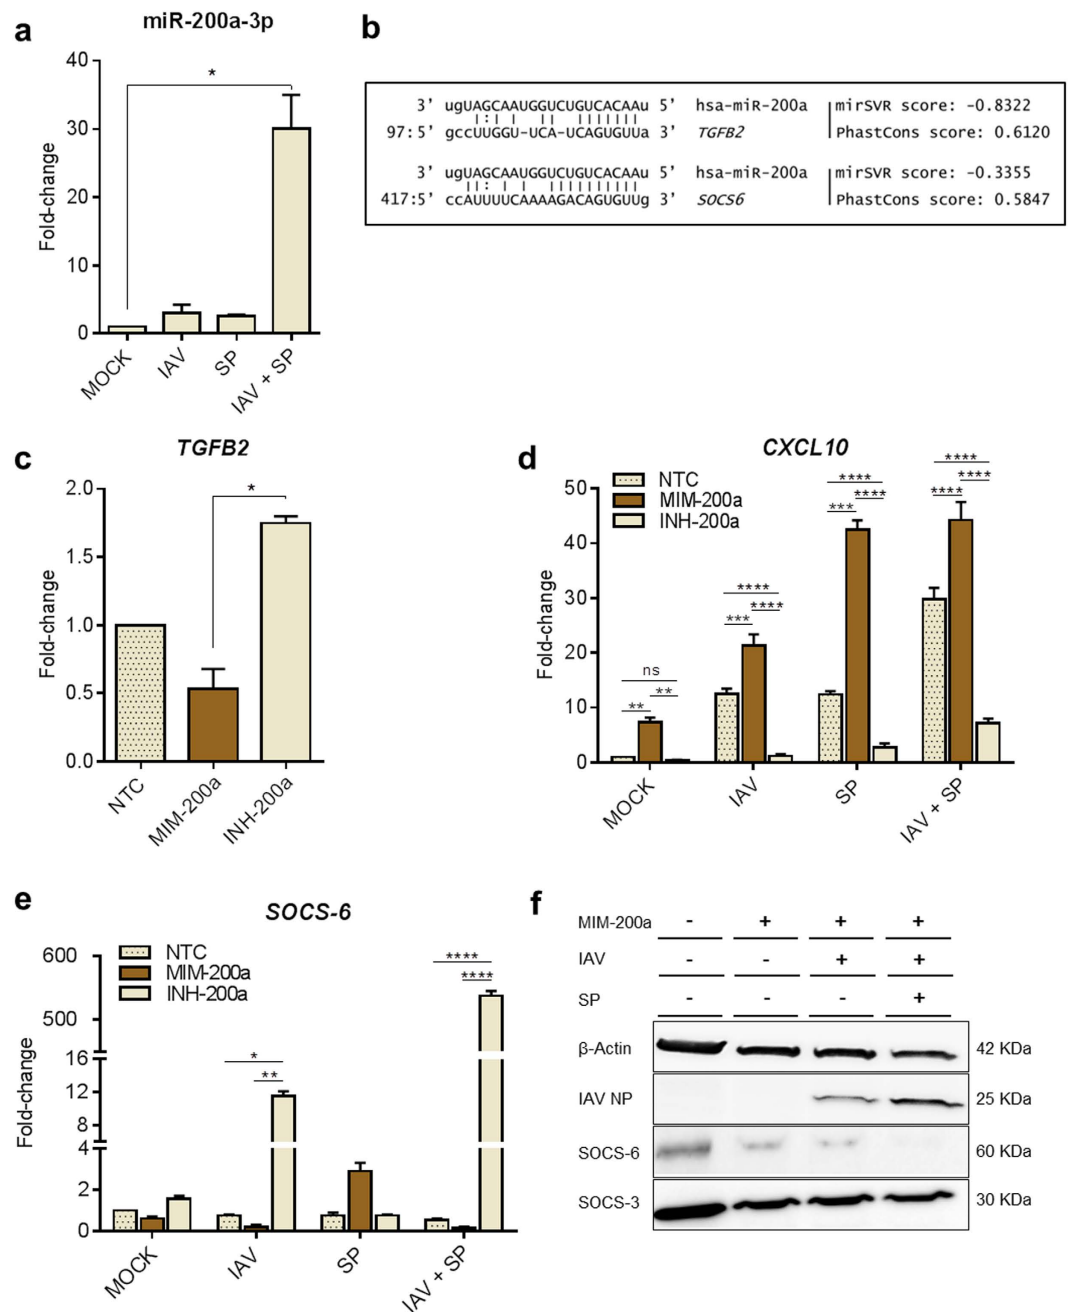 a
miR-200a-3p
Fold-change
40
30
20
10
0
*
MOCK
IAV
SP
IAV + SP
b
3' ugUAGCAAUGGUCUGUCACAAu 5' hsa-miR-200a mirSVR score: -0.8322
97:5' gccUUGGU-UCA-UCAGUGUUa 3' TGFB2 PhastCons score: 0.6120
3' ugUAGCAAUGGUCUGUCACAAu 5' hsa-miR-200a mirSVR score: -0.3355
417:5' ccAUUUUCAAAAGACAGUGUUg 3' SOCS6 PhastCons score: 0.5847
c
TGFB2
Fold-change
2.0
1.5
1.0
0.5
0.0
*
NTC
MIM-200a
INH-200a
d
CXCL10
NTC
MIM-200a
INH-200a
Fold-change
50
40
30
20
10
0
ns
**
**
****
****
***
****
****
***
****
****
****
MOCK
IAV
SP
IAV + SP
e
SOCS-6
NTC
MIM-200a
INH-200a
Fold-change
600
500
16
12
8
4
2
0
*
**
****
****
MOCK
IAV
SP
IAV + SP
f
MIM-200a - + + +
IAV - - + +
SP - - - +
β-Actin 42 KDa
IAV NP 25 KDa
SOCS-6 60 KDa
SOCS-3 30 KDa